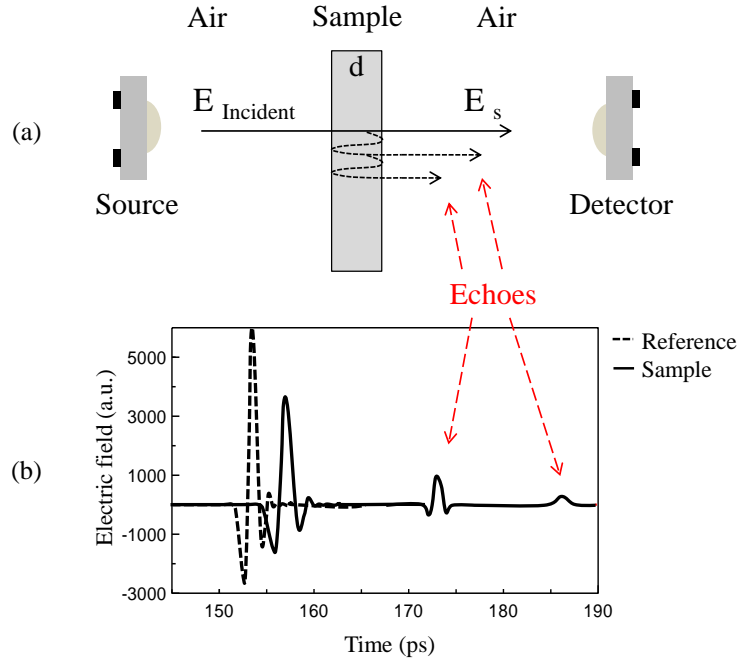 Air Sample Air
d
E Incident E s
(a)
Source Detector
Echoes
Reference
Sample
(b)
Electric field (a.u.)
5000
3000
1000
-1000
-3000
150 160 170 180 190
Time (ps)